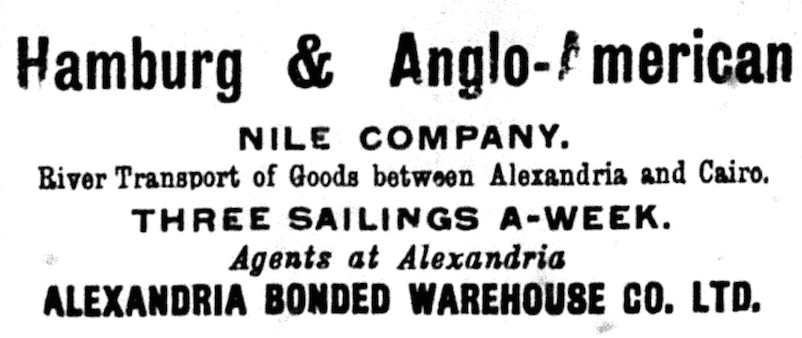 Hamburg & Anglo-American
NILE COMPANY.
River Transport of Goods between Alexandria and Cairo.
THREE SAILINGS A-WEEK.
Agents at Alexandria
ALEXANDRIA BONDED WAREHOUSE CO. LTD.